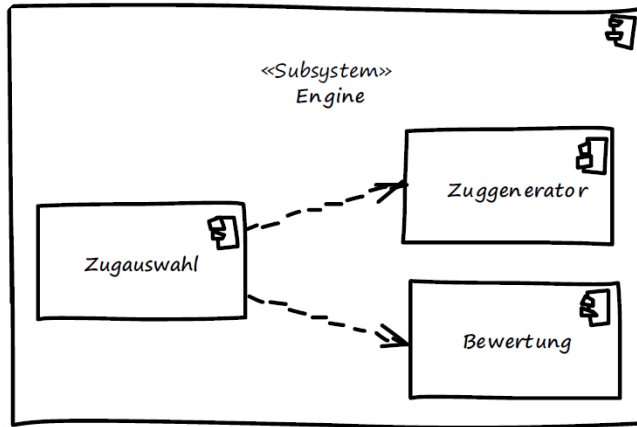 «Subsystem»
Engine
Zuggenerator
Zugauswahl
Bewertung